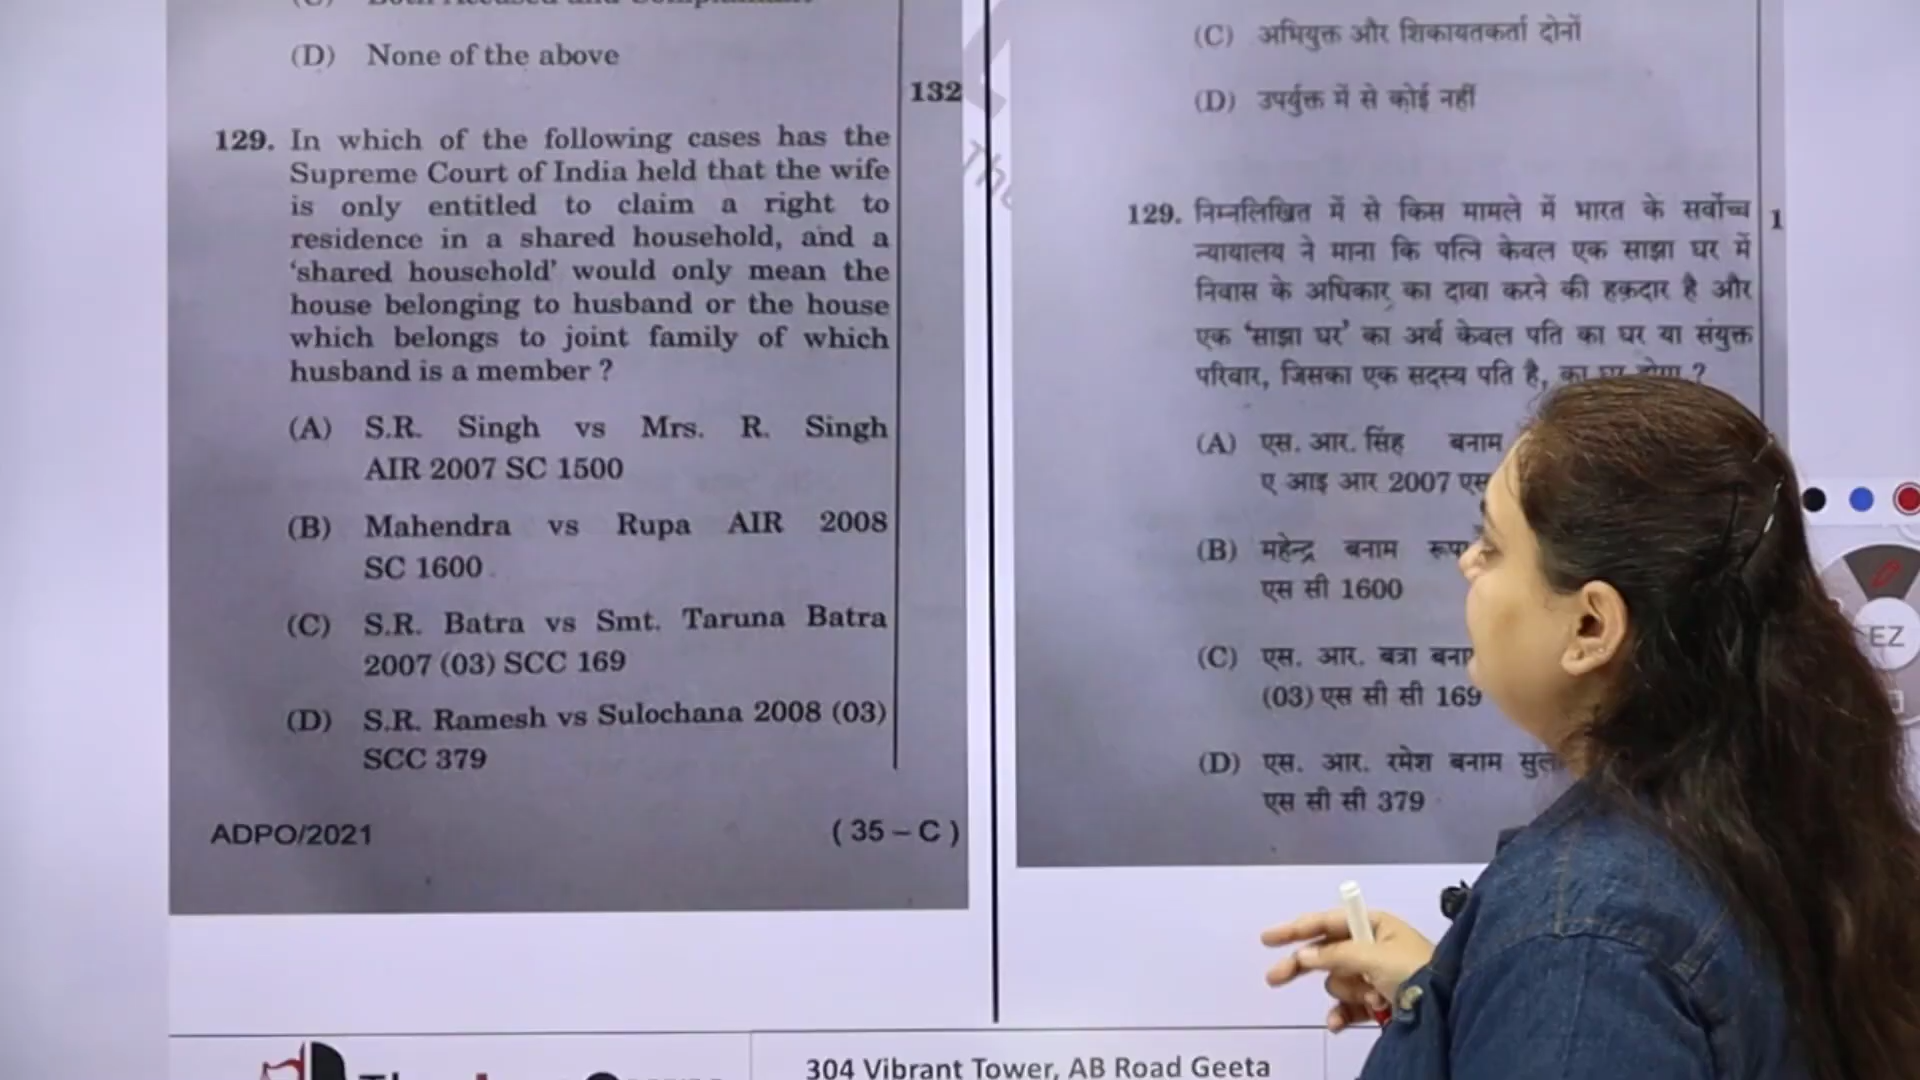 (D) None of the above
132
129. In which of the following cases has the
Supreme Court of India held that the wife
is only entitled to claim a right to
residence in a shared household, and a
‘shared household’ would only mean the
house belonging to husband or the house
which belongs to joint family of which
husband is a member ?
(A) S.R. Singh vs Mrs. R. Singh
AIR 2007 SC 1500
(B) Mahendra vs Rupa AIR 2008
SC 1600
(C) S.R. Batra vs Smt. Taruna Batra
2007 (03) SCC 169
(D) S.R. Ramesh vs Sulochana 2008 (03)
SCC 379
ADPO/2021
( 35 – C )
(C) अभियुक्त और शिकायतकर्ता दोनों
(D) उपर्युक्त में से कोई नहीं
129. निम्नलिखित में से किस मामले में भारत के सर्वोच्च
न्यायालय ने माना कि पत्नि केवल एक साझा घर में
निवास के अधिकार का दावा करने की हक़दार है और
एक ‘साझा घर’ का अर्थ केवल पति का घर या संयुक्त
परिवार, जिसका एक सदस्य पति है, का घर होगा ?
1
(A) एस. आर. सिंह बनाम
ए आइ आर 2007
(B) महेन्द्र बनाम
एस सी 1600
(C) एस. आर. बत्रा
(03) एस सी सी 169
(D) एस. आर. रमेश बनाम
एस सी सी 379
EZ
304 Vibrant Tower, AB Road Geeta